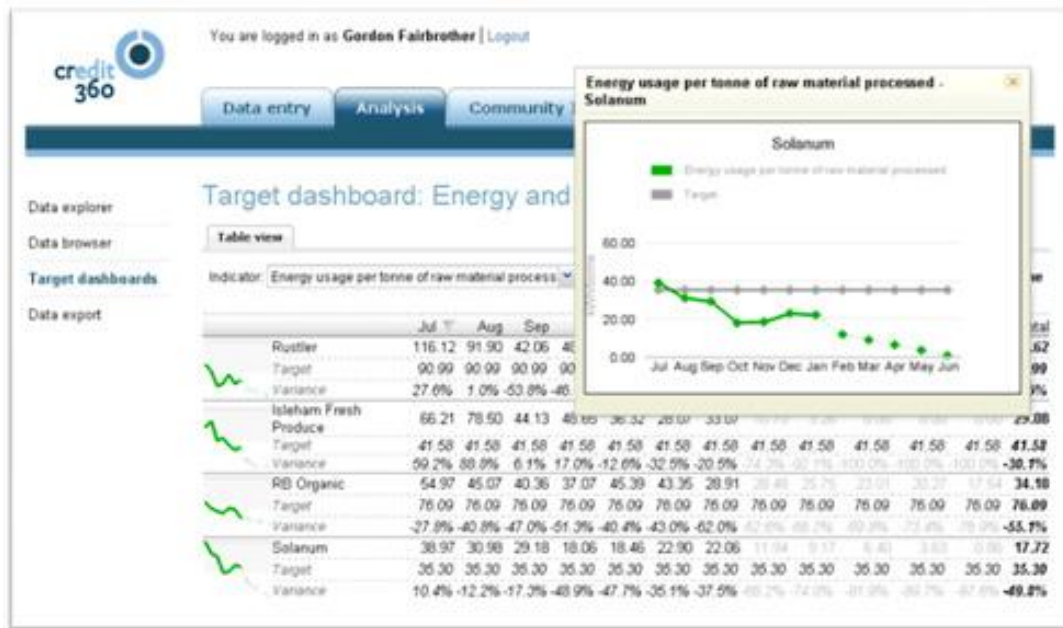 You are logged in as Gordon Fairbrother | Logout
credit
360
Data entry Analysis Community
Energy usage per tonne of raw material processed -
Solanum
Solanum
Energy usage per tonne of raw material processed
Target
60.00
40.00
20.00
0.00
Jul Aug Sep Oct Nov Dec Jan Feb Mar Apr May Jun
Data explorer
Data browser
Target dashboards
Data export
Target dashboard: Energy and
Table view
Indicator: Energy usage per tonne of raw material process
Jul Aug Sep
Rustler 116.12 91.90 42.06
Target 90.99 90.99 90.99
Variance 27.6% 1.0% -53.8%
Isleham Fresh
Produce 66.21 78.50 44.13 29.08
Target 41.58 41.58 41.58 41.58 41.58 41.58 41.58 41.58 41.58 41.58 41.58 41.58 41.58
Variance 59.2% 88.8% 6.1% 17.0% -12.6% -32.5% -20.5% -100.0% -100.0% -30.1%
RB Organic 54.97 45.07 40.36 37.07 45.39 43.35 28.91 34.10
Target 76.09 76.09 76.09 76.09 76.09 76.09 76.09 76.09 76.09 76.09 76.09 76.09 76.09
Variance -27.8% -40.8% -47.0% -51.3% -40.4% -43.0% -62.0% -55.1%
Solanum 38.97 30.98 29.18 18.06 18.46 22.90 22.06 17.72
Target 35.30 35.30 35.30 35.30 35.30 35.30 35.30 35.30 35.30 35.30 35.30 35.30 35.30
Variance 10.4% -12.2% -17.3% -48.9% -47.7% -35.1% -37.5% -49.8%